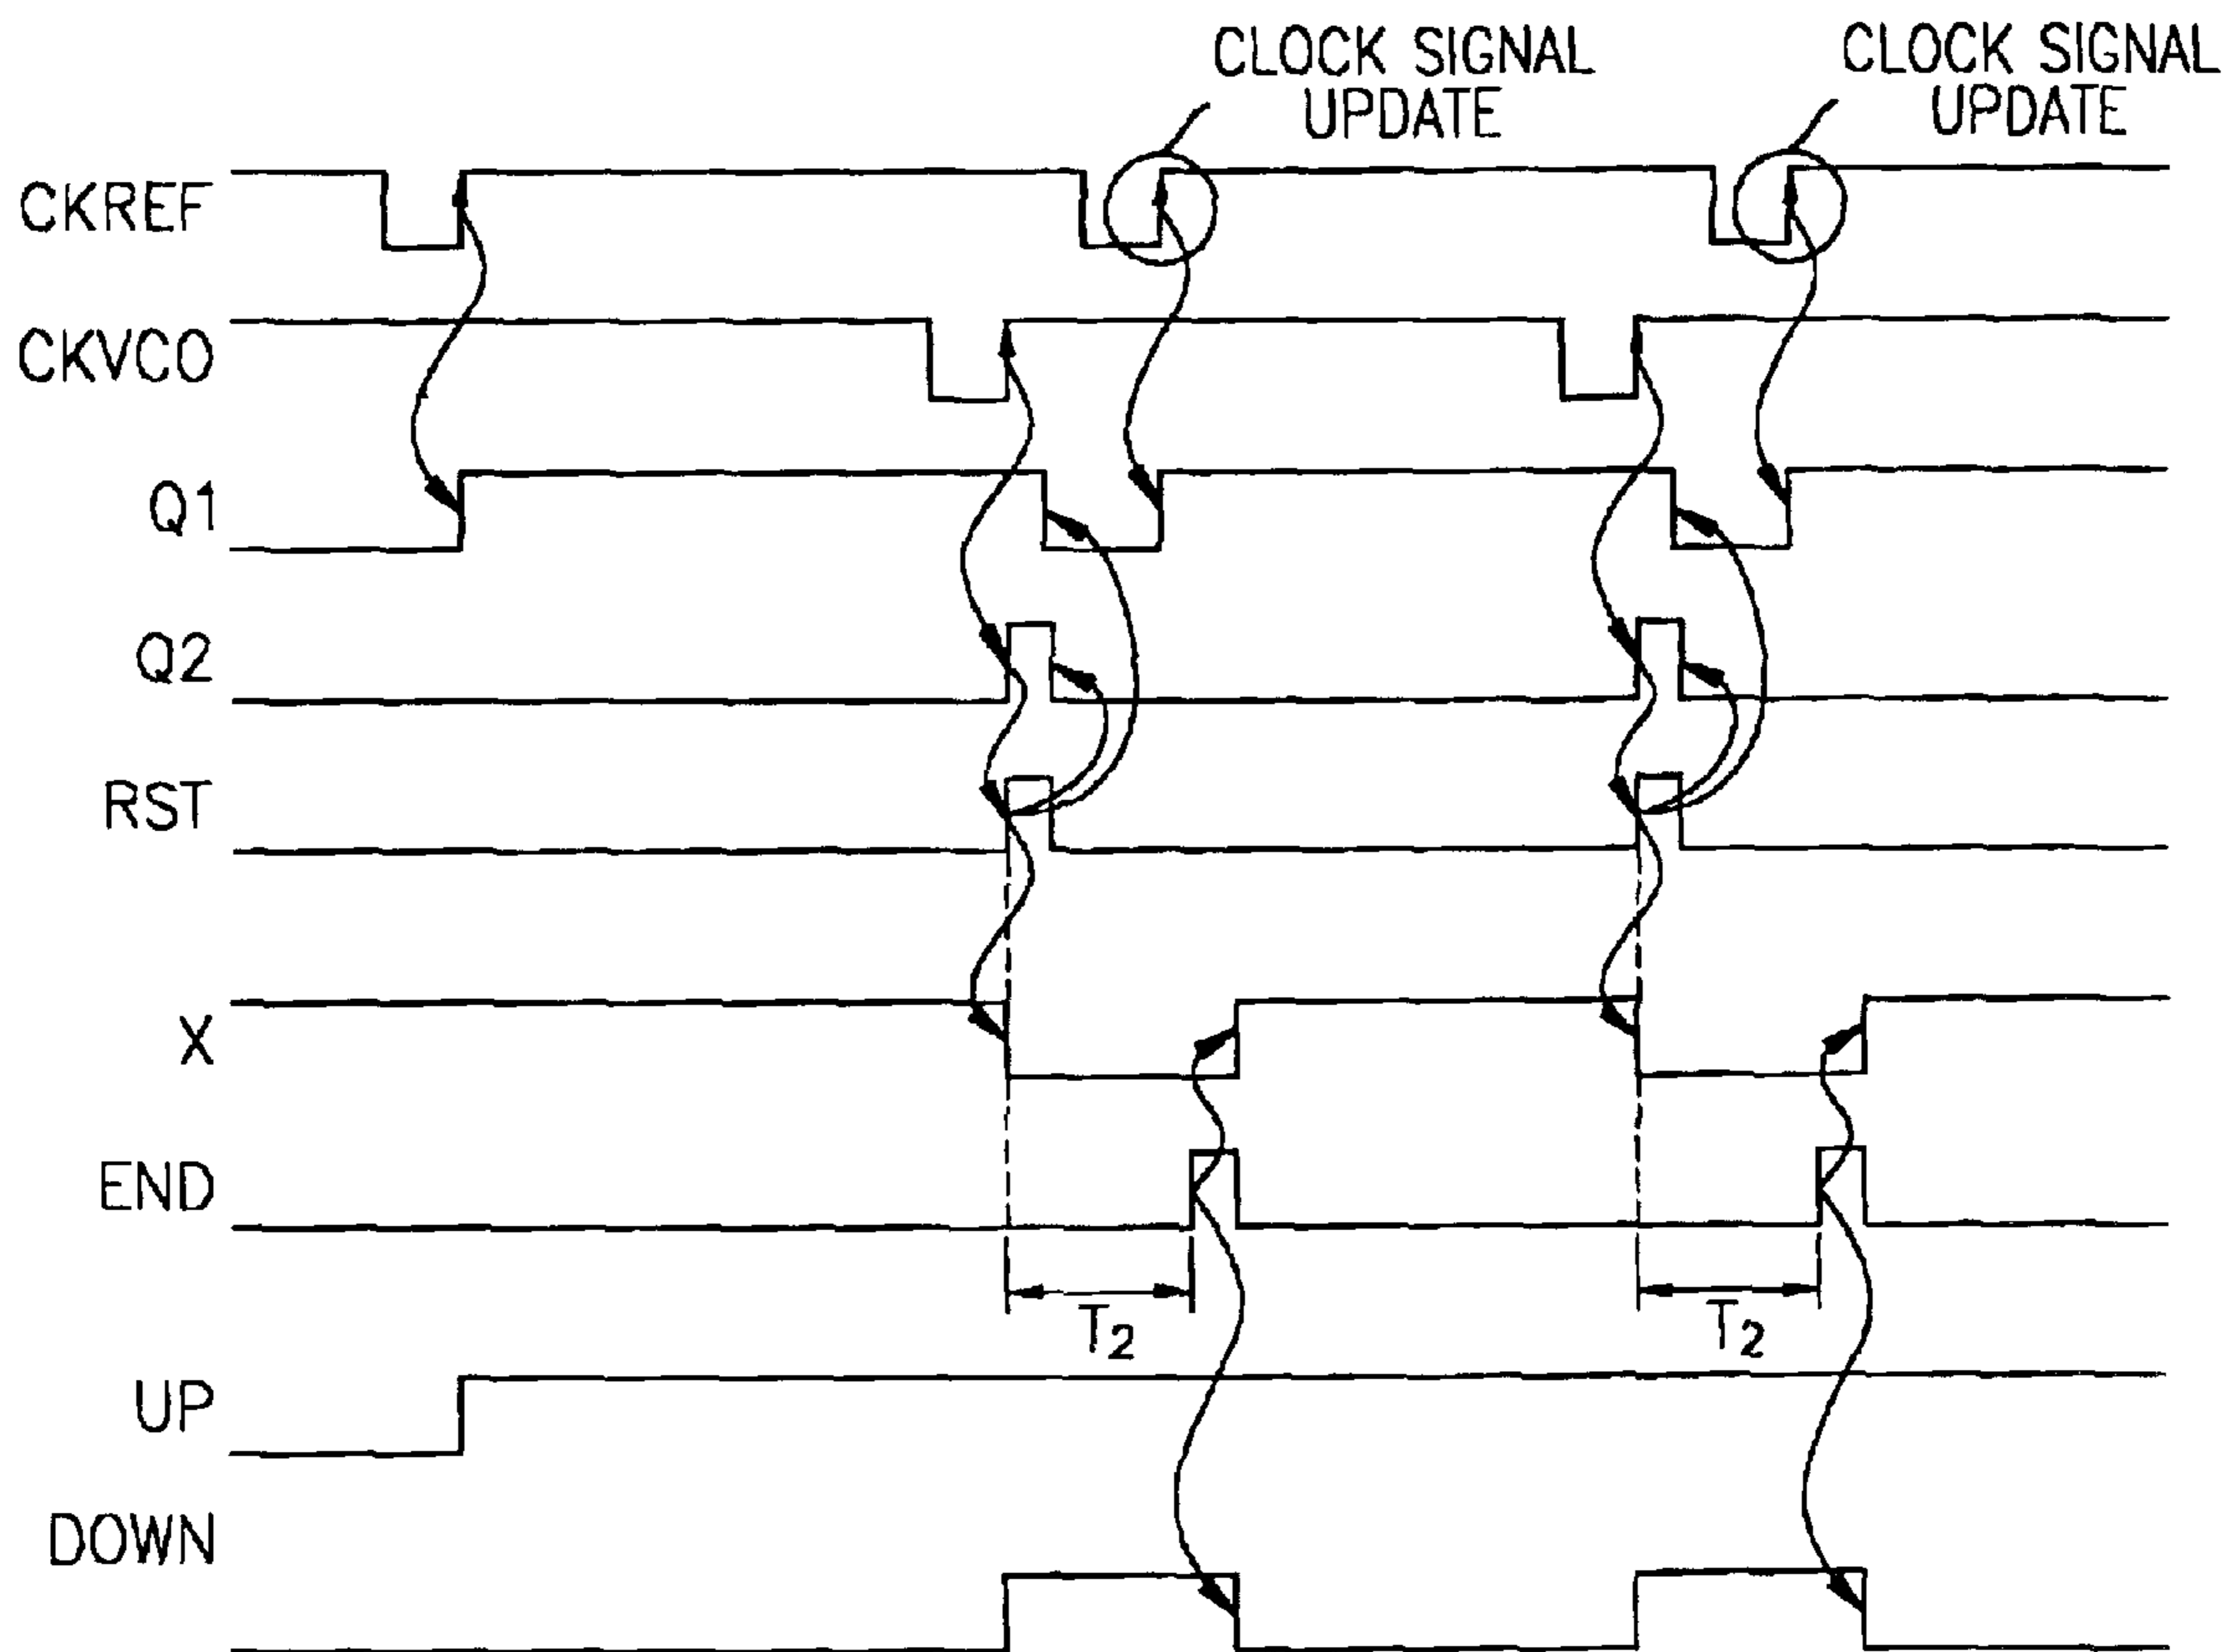 CLOCK SIGNAL
UPDATE
CLOCK SIGNAL
UPDATE
CKREF
CKVCO
Q1
Q2
RST
X
END
T2
T2
UP
DOWN